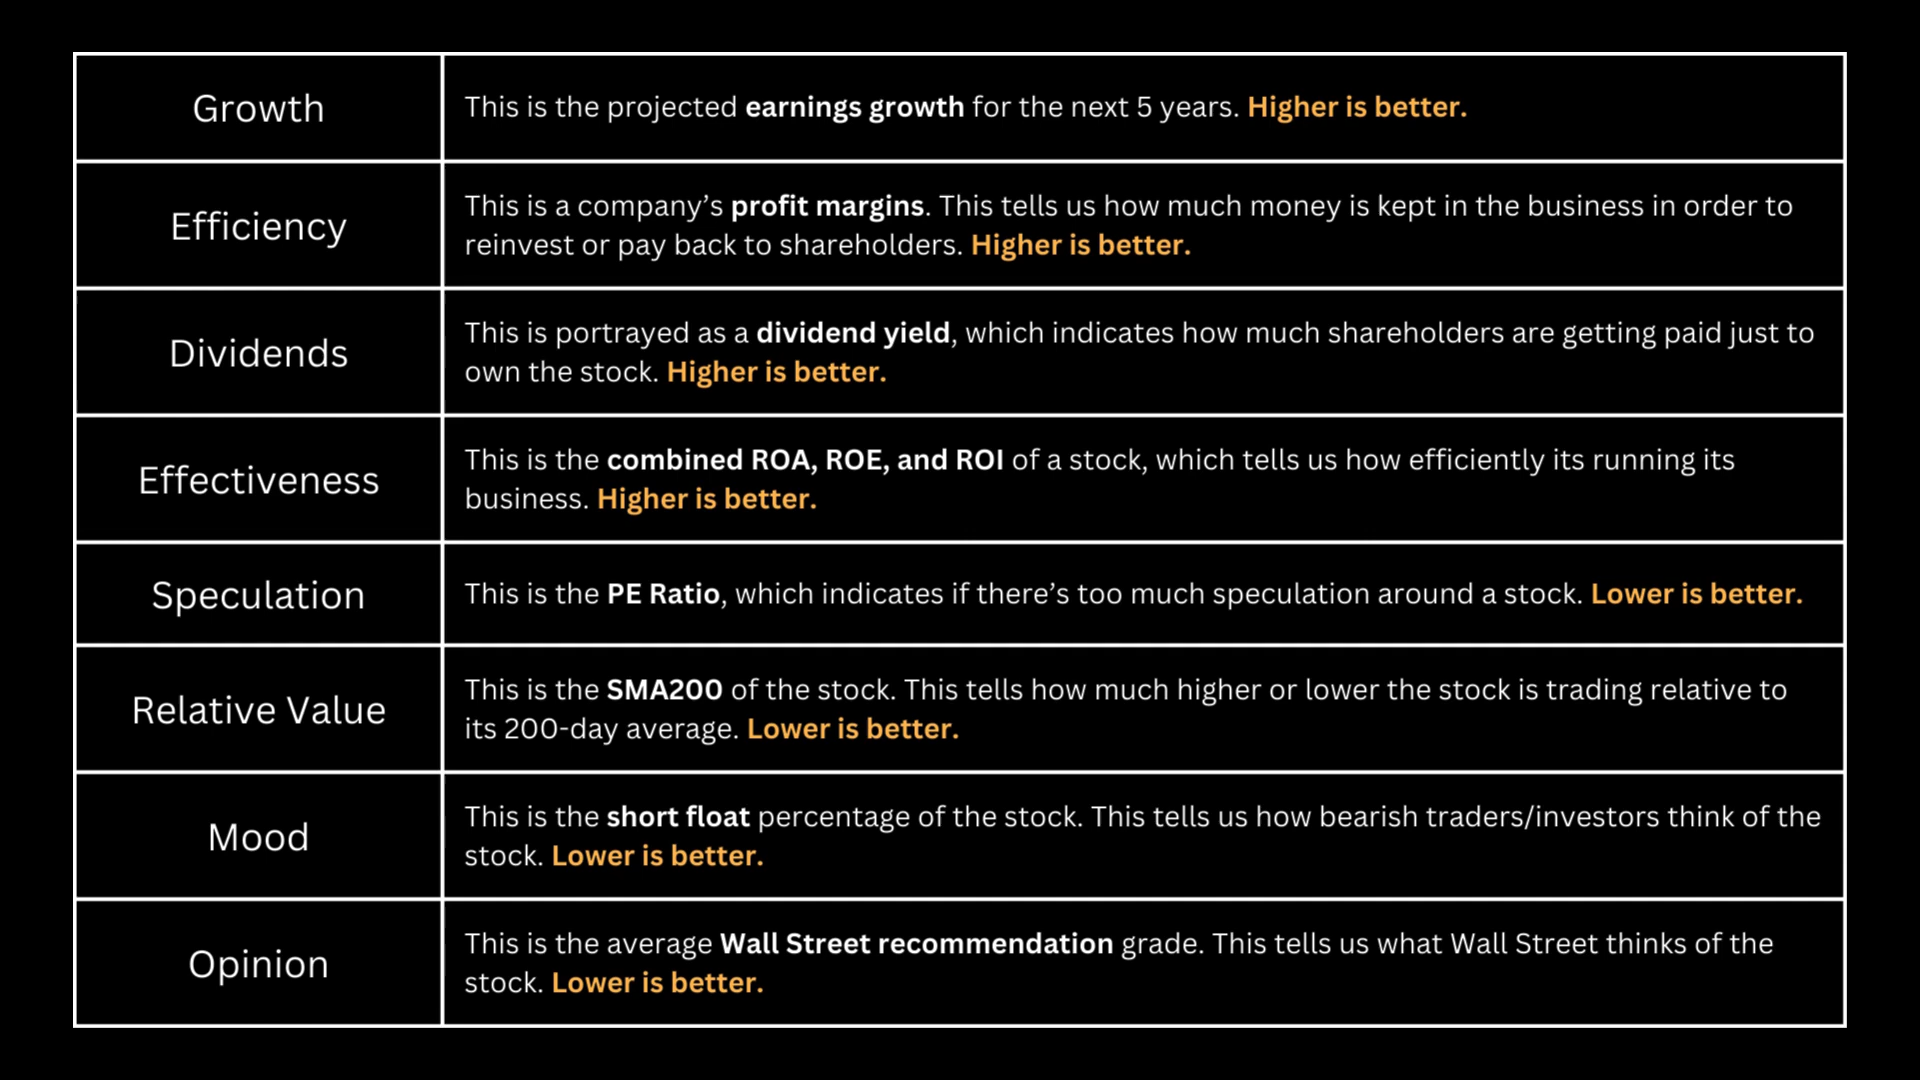 Growth
This is the projected earnings growth for the next 5 years. Higher is better.
Efficiency
This is a company’s profit margins. This tells us how much money is kept in the business in order to
reinvest or pay back to shareholders. Higher is better.
Dividends
This is portrayed as a dividend yield, which indicates how much shareholders are getting paid just to
own the stock. Higher is better.
Effectiveness
This is the combined ROA, ROE, and ROI of a stock, which tells us how efficiently its running its
business. Higher is better.
Speculation
This is the PE Ratio, which indicates if there’s too much speculation around a stock. Lower is better.
Relative Value
This is the SMA200 of the stock. This tells how much higher or lower the stock is trading relative to
its 200-day average. Lower is better.
Mood
This is the short float percentage of the stock. This tells us how bearish traders/investors think of the
stock. Lower is better.
Opinion
This is the average Wall Street recommendation grade. This tells us what Wall Street thinks of the
stock. Lower is better.